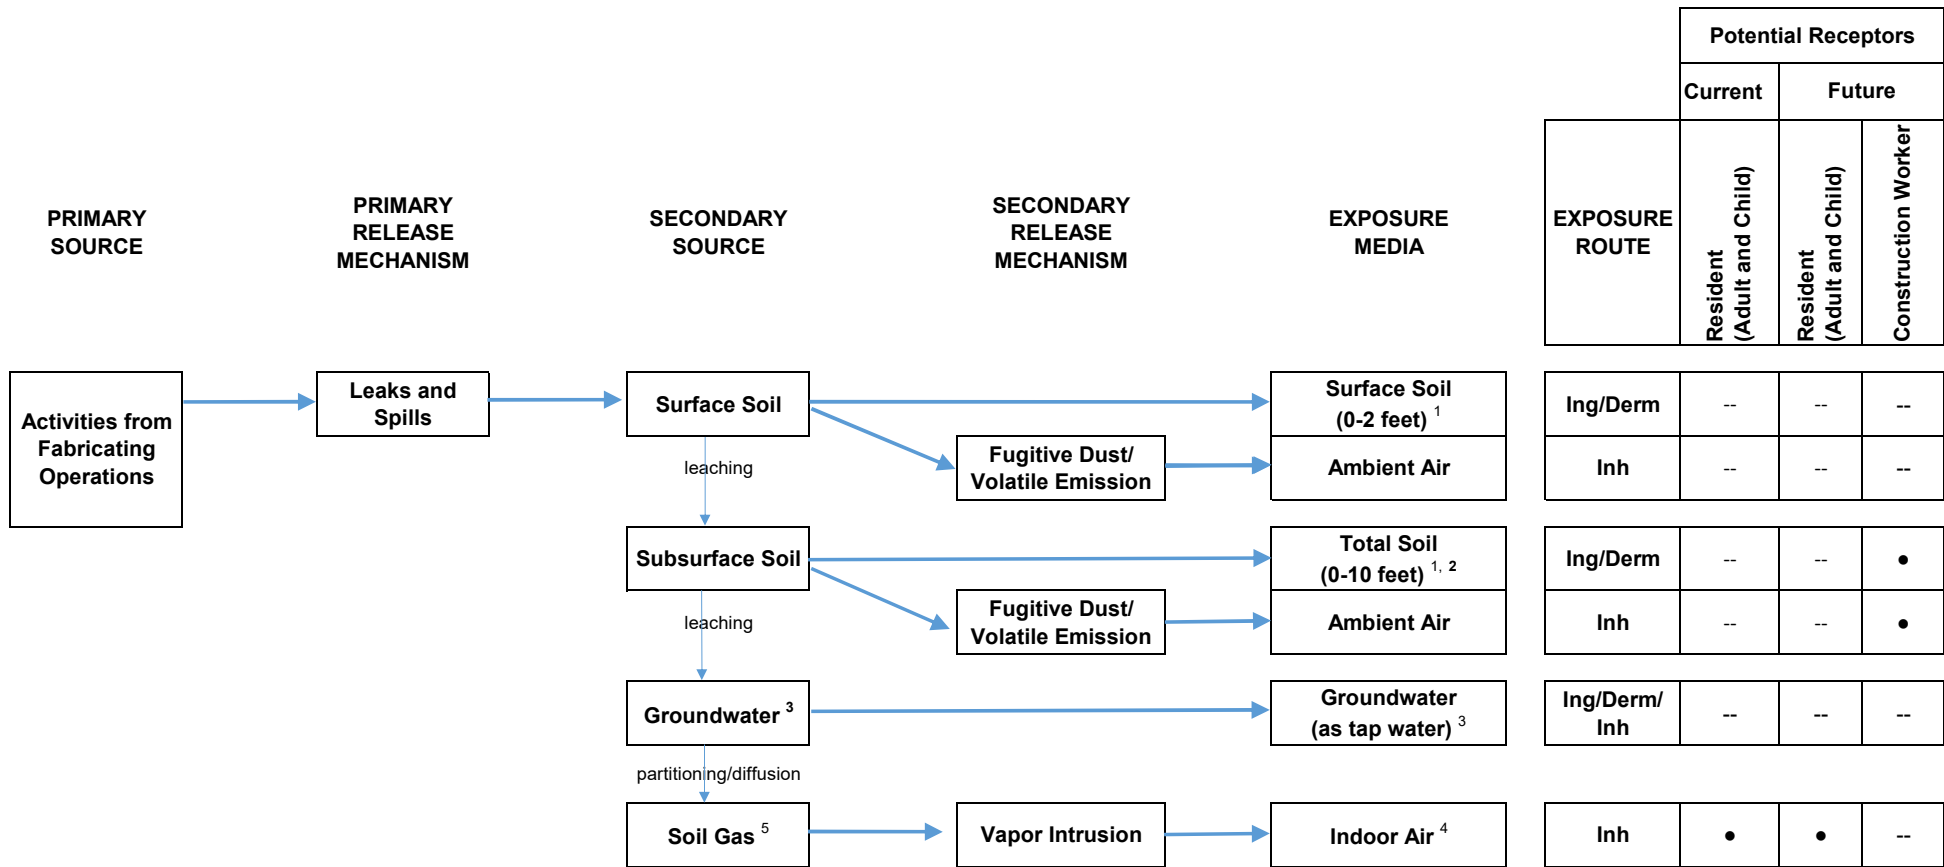 Potential Receptors
Current
Future
PRIMARY
SOURCE
PRIMARY
RELEASE
MECHANISM
SECONDARY
SOURCE
SECONDARY
RELEASE
MECHANISM
EXPOSURE
MEDIA
EXPOSURE
ROUTE
Resident
(Adult and Child)
Resident
(Adult and Child)
Construction Worker
Activities from
Fabricating
Operations
Leaks and
Spills
Surface Soil
Surface Soil
(0-2 feet) 1
Ing/Derm
--
--
--
leaching
Fugitive Dust/
Volatile Emission
Ambient Air
Inh
--
--
--
Subsurface Soil
Total Soil
(0-10 feet) 1, 2
Ing/Derm
--
--
●
leaching
Fugitive Dust/
Volatile Emission
Ambient Air
Inh
--
--
●
Groundwater 3
Groundwater
(as tap water) 3
Ing/Derm/
Inh
--
--
--
partitioning/diffusion
Soil Gas 5
Vapor Intrusion
Indoor Air 4
Inh
●
●
--